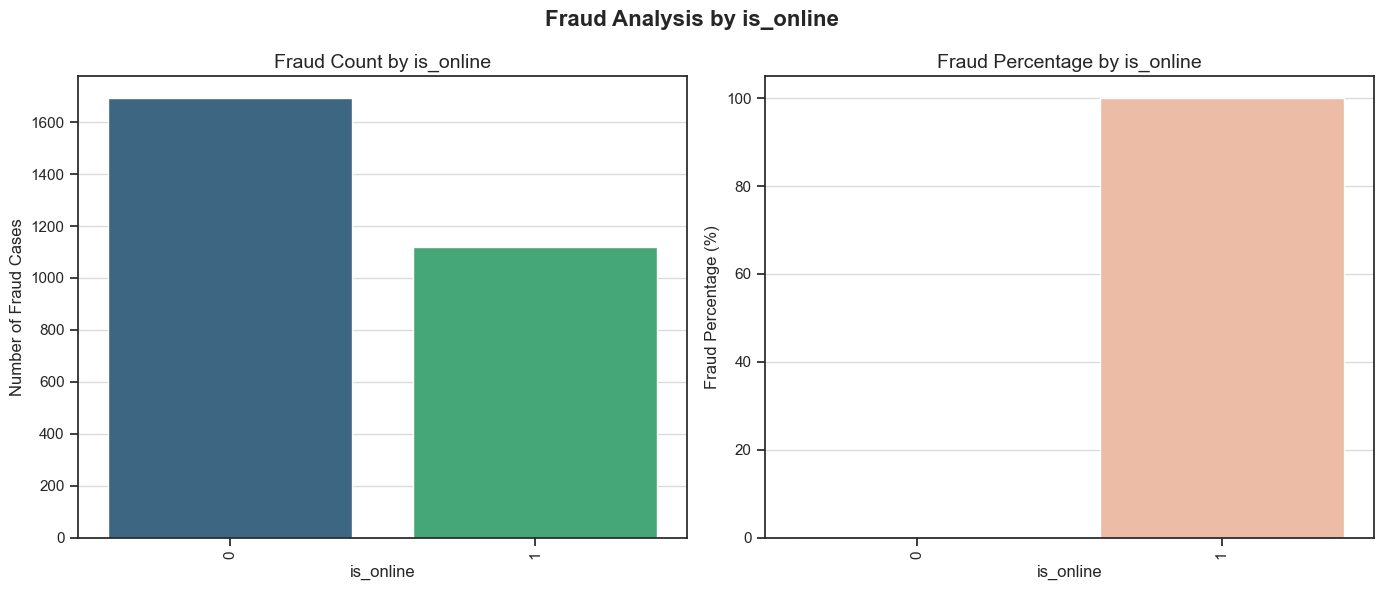 Fraud Analysis by is_online
Fraud Count by is_online
Number of Fraud Cases
1600
1400
1200
1000
800
600
400
200
0
0
1
is_online
Fraud Percentage by is_online
Fraud Percentage (%)
100
80
60
40
20
0
0
1
is_online